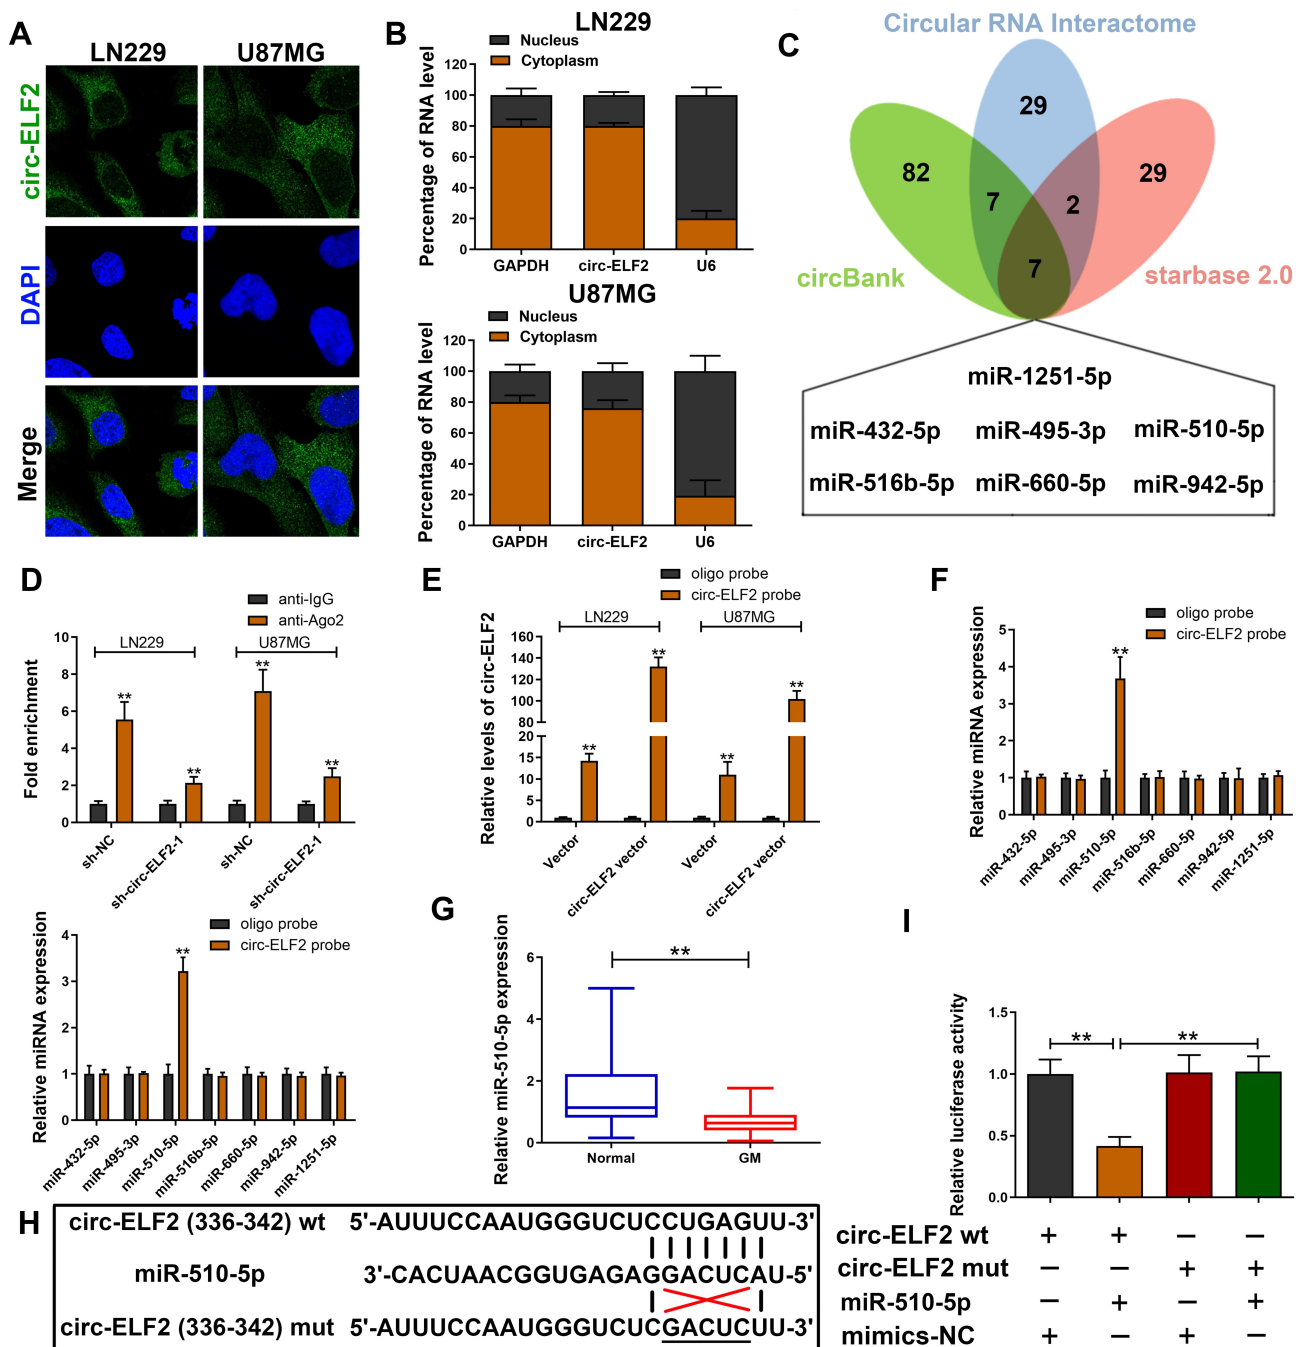 A
LN229
U87MG
circ-ELF2
DAPI
Merge
B
LN229
Nucleus
Cytoplasm
Percentage of RNA level
120
100
80
60
40
20
0
GAPDH
circ-ELF2
U6
U87MG
Nucleus
Cytoplasm
Percentage of RNA level
120
100
80
60
40
20
0
GAPDH
circ-ELF2
U6
C
Circular RNA Interactome
29
82
29
7
2
7
circBank
starbase 2.0
miR-1251-5p
miR-432-5p miR-495-3p miR-510-5p
miR-516b-5p miR-660-5p miR-942-5p
D
anti-IgG
anti-Ago2
LN229
U87MG
Fold enrichment
10
8
6
4
2
0
**
**
**
**
sh-NC
sh-circ-ELF2-1
sh-NC
sh-circ-ELF2-1
E
oligo probe
circ-ELF2 probe
LN229
U87MG
Relative levels of circ-ELF2
160
140
120
100
80
20
15
10
5
0
**
**
**
**
Vector
circ-ELF2 vector
Vector
circ-ELF2 vector
F
oligo probe
circ-ELF2 probe
Relative miRNA expression
5
4
3
2
1
0
**
miR-432-5p
miR-495-3p
miR-510-5p
miR-516b-5p
miR-660-5p
miR-942-5p
miR-1251-5p
oligo probe
circ-ELF2 probe
Relative miRNA expression
4
3
2
1
0
**
miR-432-5p
miR-495-3p
miR-510-5p
miR-516b-5p
miR-660-5p
miR-942-5p
miR-1251-5p
G
Relative miR-510-5p expression
6
4
2
0
**
Normal
GM
H
circ-ELF2 (336-342) wt 5'-AUUUCCAAUGGGUCUCCUGAGUU-3'
miR-510-5p 3'-CACUAACGGUGAGAGGACUCAU-5'
circ-ELF2 (336-342) mut 5'-AUUUCCAAUGGGUCUCGACUCUU-3'
I
Relative luciferase activity
1.5
1.0
0.5
0.0
**
**
circ-ELF2 wt + + – –
circ-ELF2 mut – – + +
miR-510-5p – + – +
mimics-NC + – + –